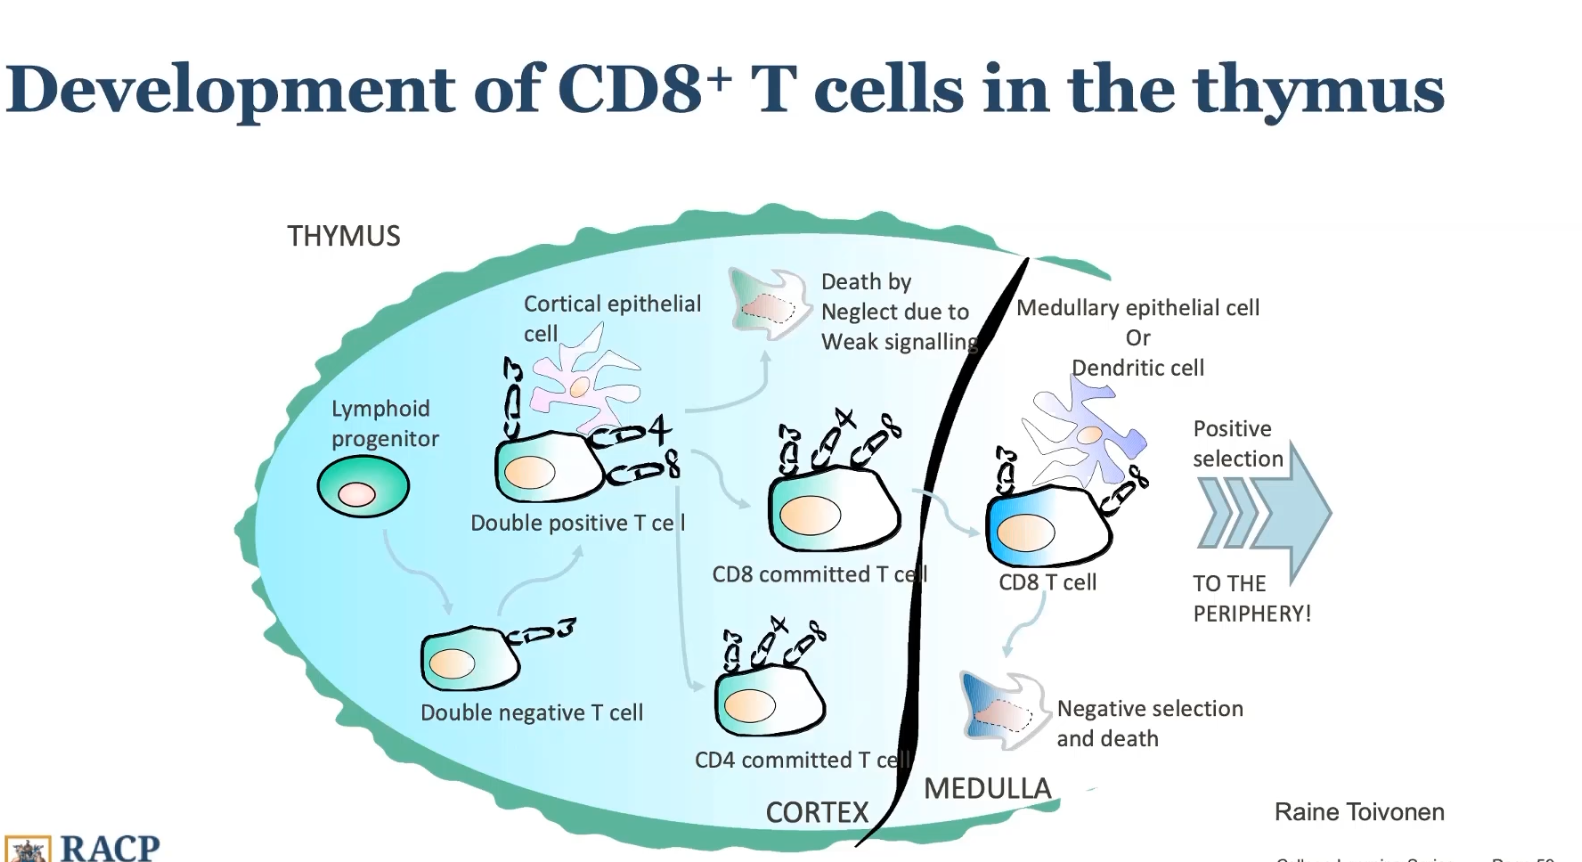 Development of CD8+ T cells in the thymus
THYMUS
Cortical epithelial
cell
Death by
Neglect due to
Weak signalling
Medullary epithelial cell
Or
Dendritic cell
Lymphoid
progenitor
CD3
CD4
CD8
Double positive T ce l
CD3
CD4
CD8
CD8 committed T cell
CD3
CD8
CD8 T cell
Positive
selection
TO THE
PERIPHERY!
CD3
Double negative T cell
CD3
CD4
CD8
CD4 committed T cell
Negative selection
and death
CORTEX
MEDULLA
Raine Toivonen
RACP